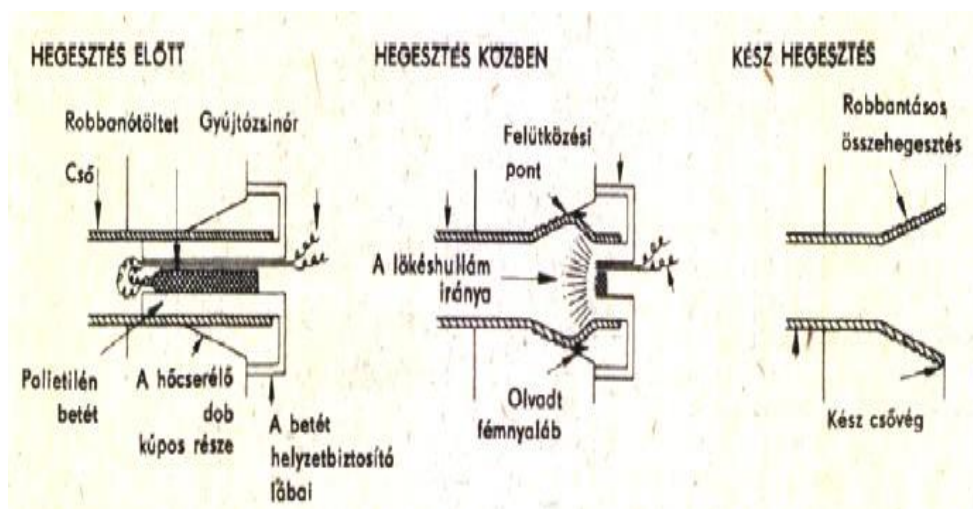 HEGESZTÉS ELŐTT
Robbanótöltet
Gyújtózsinór
Cső
Polietilén
betét
A hőcserélő
dob
kúpos része
A betét
helyzetbiztosító
lábai
HEGESZTÉS KÖZBEN
Felütközési
pont
A lökéshullám
iránya
Olvadt
fémnyaláb
KÉSZ HEGESZTÉS
Robbantásos
összehegesztés
Kész csővég